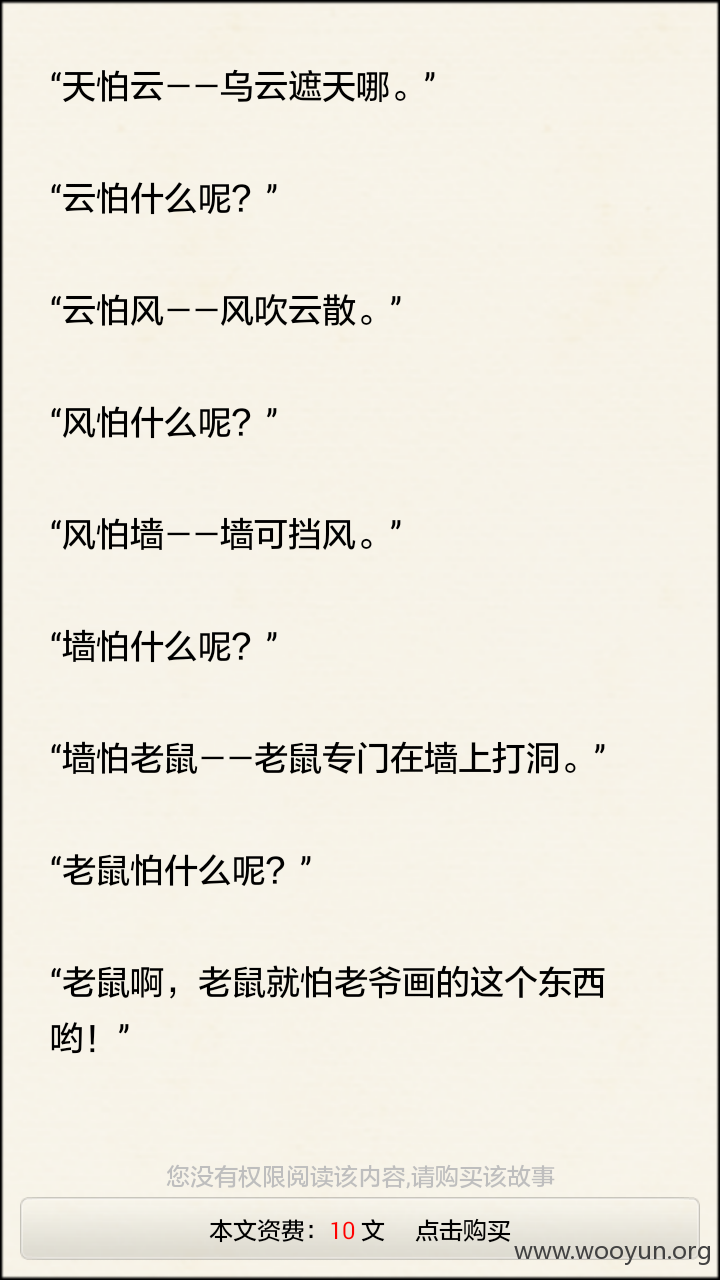 “天怕云——乌云遮天哪。”
“云怕什么呢？”
“云怕风——风吹云散。”
“风怕什么呢？”
“风怕墙——墙可挡风。”
“墙怕什么呢？”
“墙怕老鼠——老鼠专门在墙上打洞。”
“老鼠怕什么呢？”
“老鼠啊，老鼠就怕老爷画的这个东西
哟！”
您没有权限阅读该内容,请购买该故事
本文资费：10 文 点击购买
www.wooyun.org